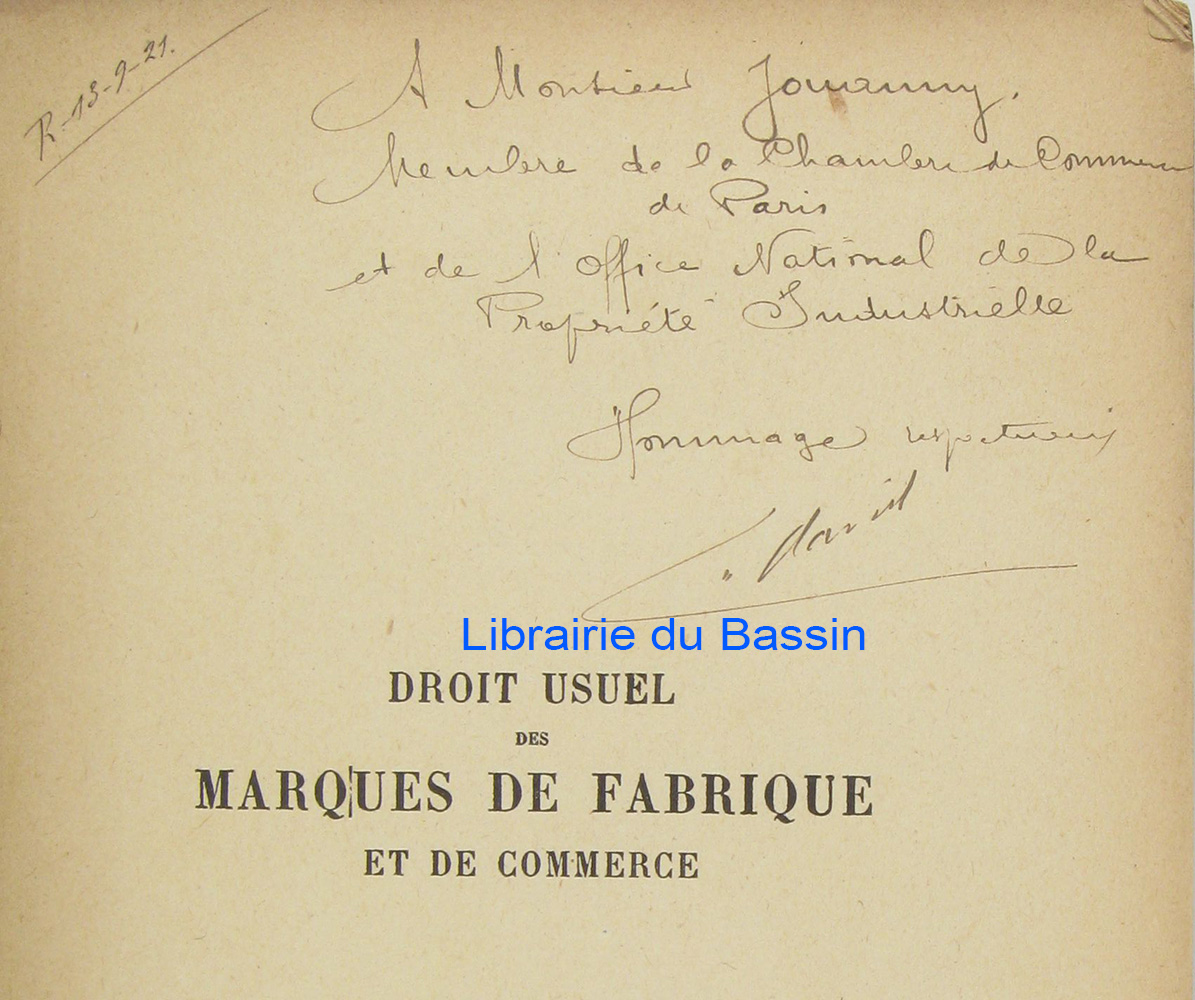 R-13-9-21.
A Monsieur Jouanny,
Membre de la Chambre de Commerce
de Paris
et de l'Office National de la
Propriété Industrielle
Hommage respectueux
David
Librairie du Bassin
DROIT USUEL
DES
MARQUES DE FABRIQUE
ET DE COMMERCE